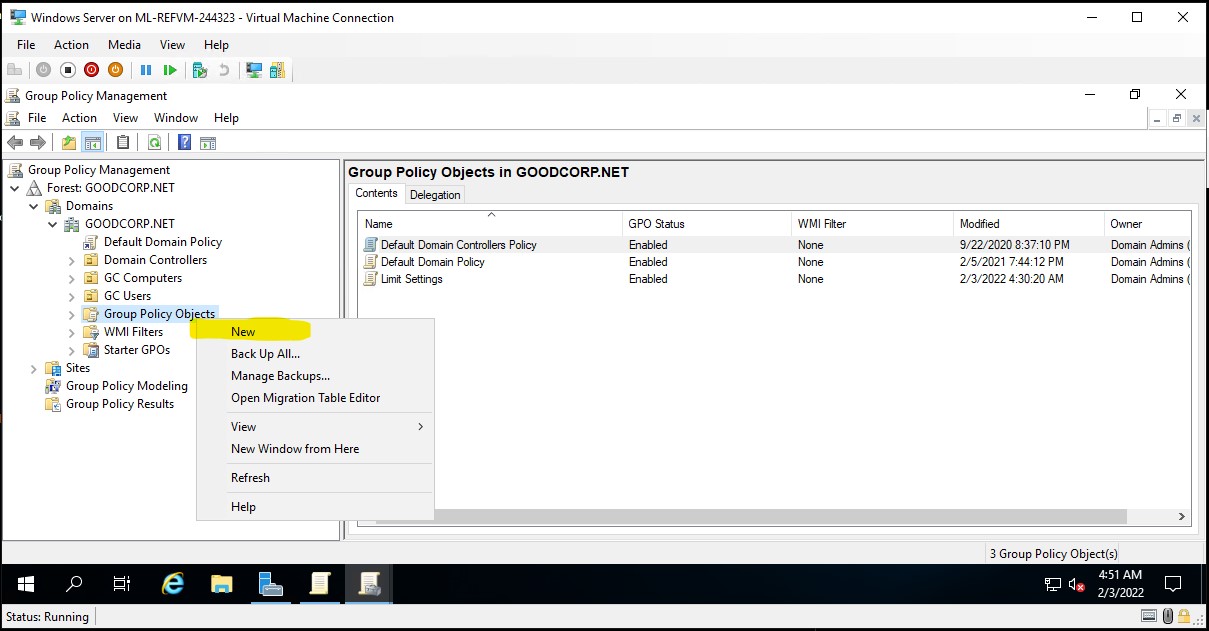 Windows Server on ML-REFVM-244323 - Virtual Machine Connection
File Action Media View Help
Group Policy Management
File Action View Window Help
Group Policy Management
Forest: GOODCORP.NET
Domains
GOODCORP.NET
Default Domain Policy
Domain Controllers
GC Computers
GC Users
Group Policy Objects
WMI Filters
Starter GPOs
Sites
Group Policy Modeling
Group Policy Results
New
Back Up All...
Manage Backups...
Open Migration Table Editor
View
New Window from Here
Refresh
Help
Group Policy Objects in GOODCORP.NET
Contents Delegation
Name GPO Status WMI Filter Modified Owner
Default Domain Controllers Policy Enabled None 9/22/2020 8:37:10 PM Domain Admins (
Default Domain Policy Enabled None 2/5/2021 7:44:12 PM Domain Admins (
Limit Settings Enabled None 2/3/2022 4:30:20 AM Domain Admins (
3 Group Policy Object(s)
4:51 AM
2/3/2022
Status: Running